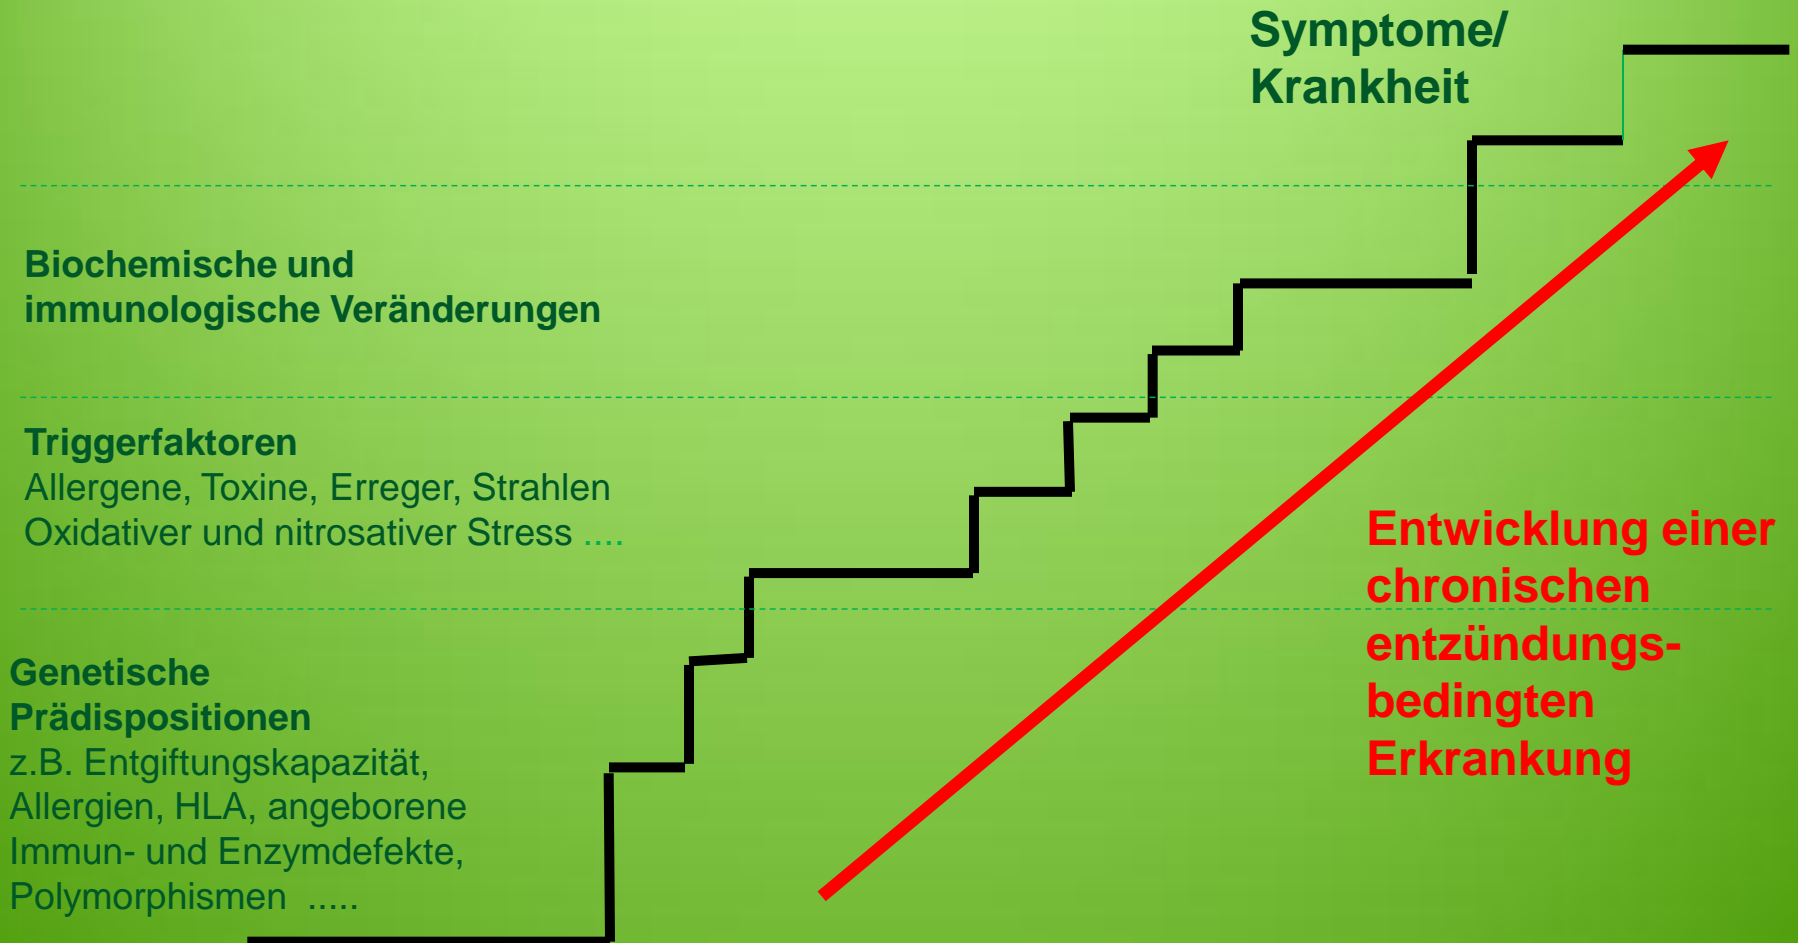 Symptome/
Krankheit
Biochemische und
immunologische Veränderungen
Triggerfaktoren
Allergene, Toxine, Erreger, Strahlen
Oxidativer und nitrosativer Stress ....
Entwicklung einer
chronischen
entzündungs-
bedingten
Erkrankung
Genetische
Prädispositionen
z.B. Entgiftungskapazität,
Allergien, HLA, angeborene
Immun- und Enzymdefekte,
Polymorphismen .....